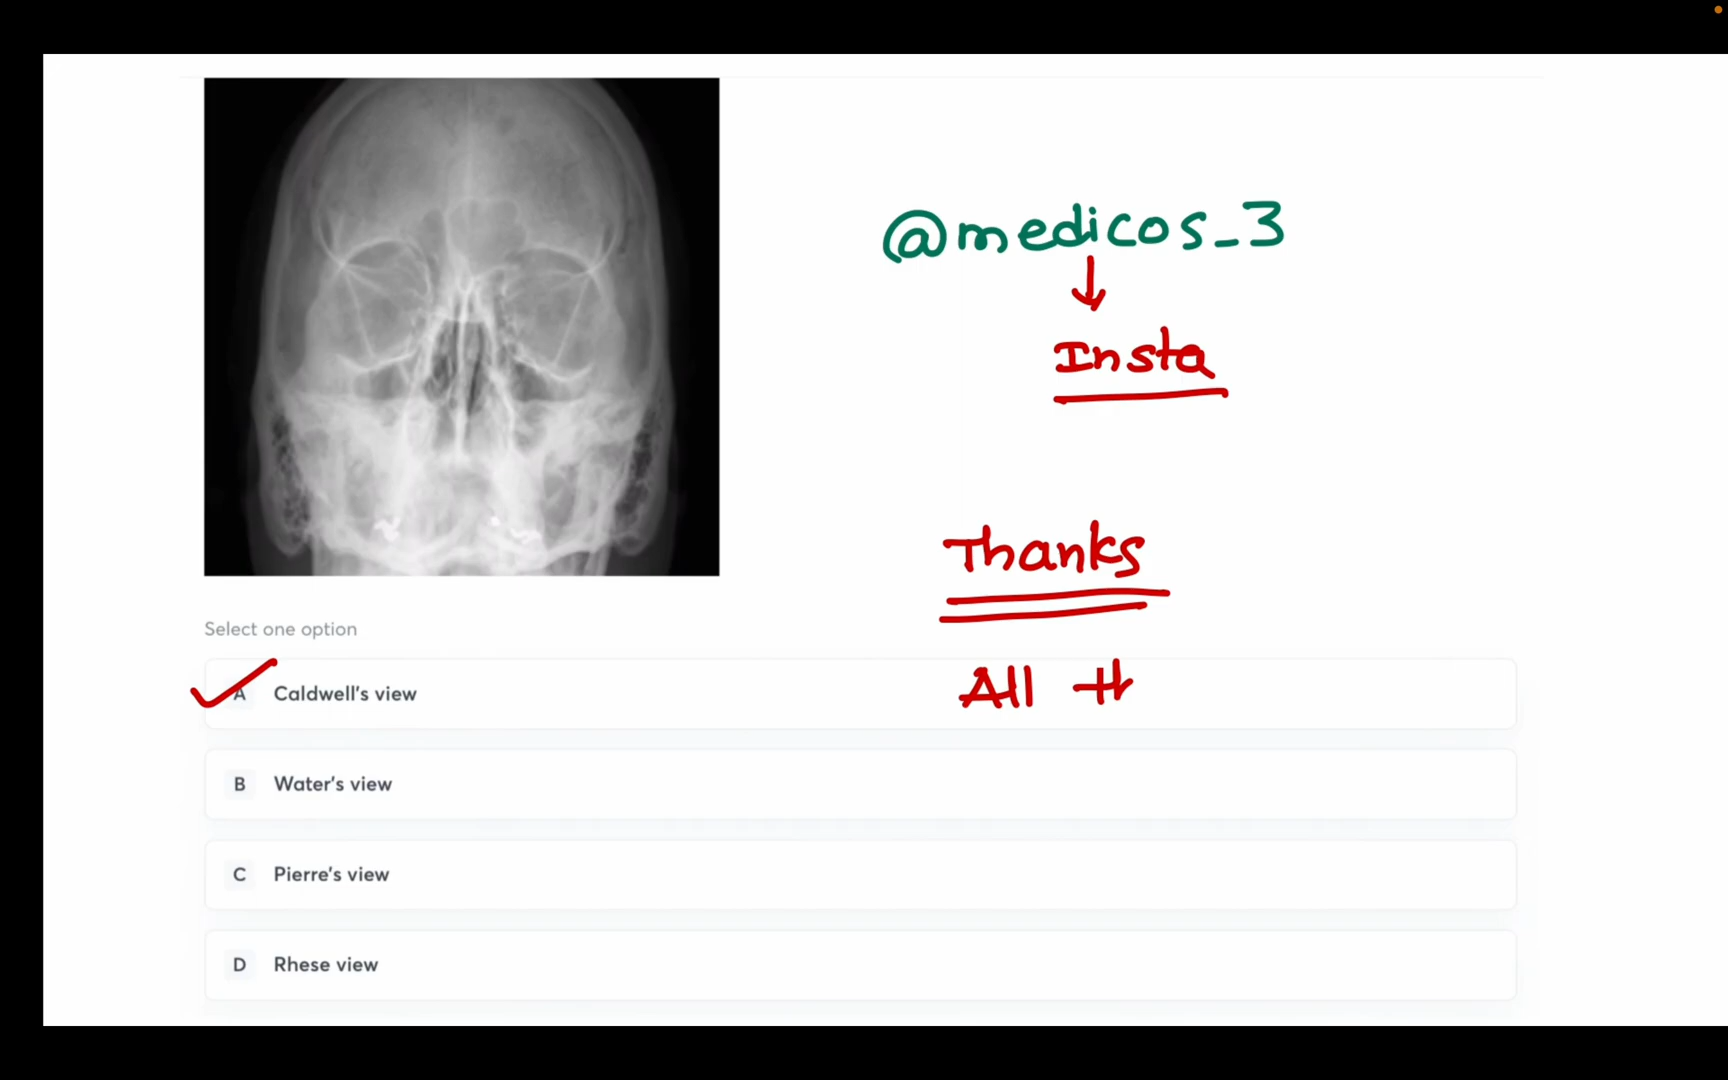 @medicos_3
Insta
Thanks
Select one option
A Caldwell's view
All
B Water's view
C Pierre's view
D Rhese view